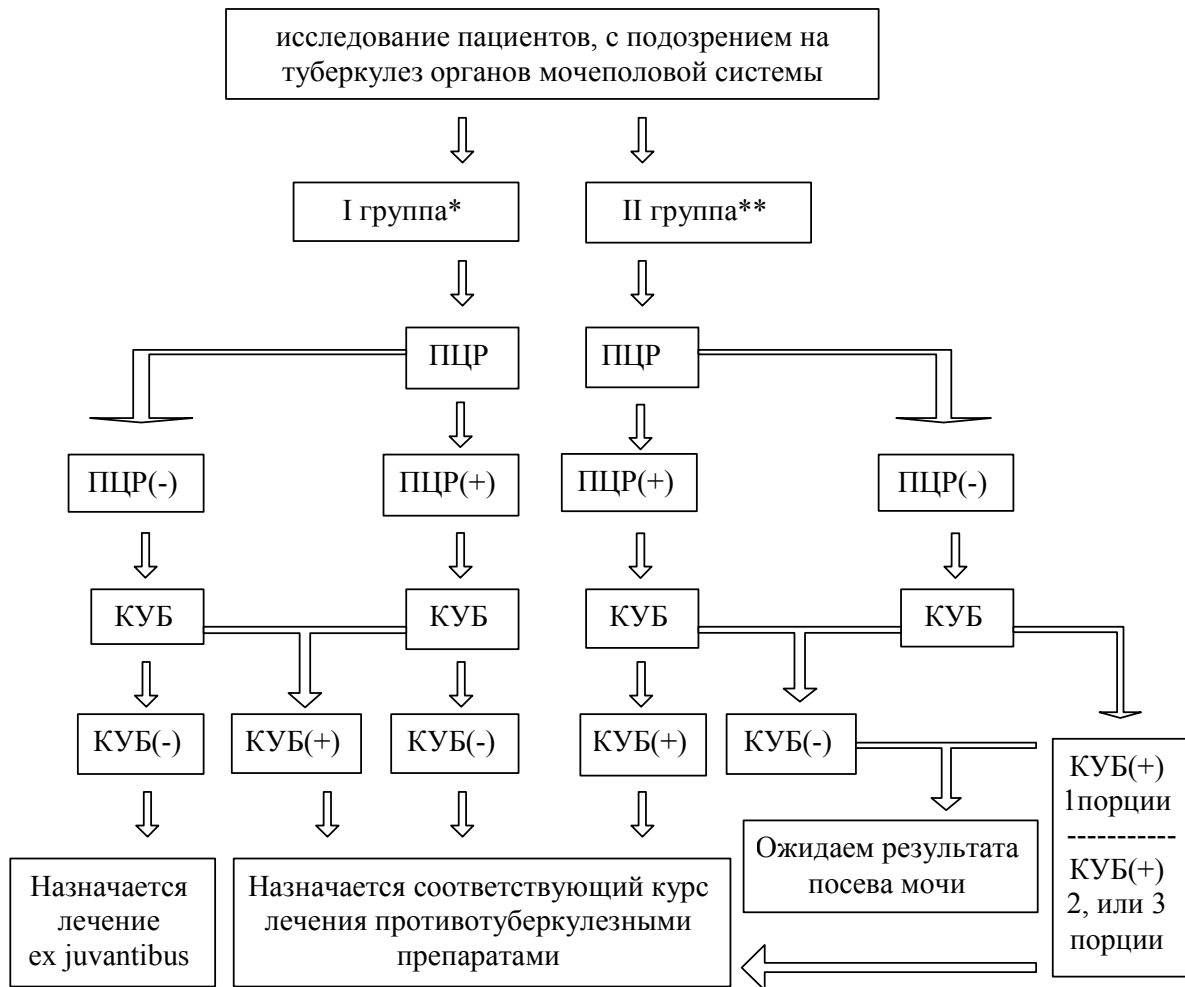 исследование пациентов, с подозрением на
туберкулез органов мочеполовой системы
I группа*
II группа**
ПЦР
ПЦР
ПЦР(-)
ПЦР(+)
ПЦР(+)
ПЦР(-)
КУБ
КУБ
КУБ
КУБ
КУБ(-)
КУБ(+)
КУБ(-)
КУБ(+)
КУБ(-)
КУБ(+)
1порции
-----------
КУБ(+)
2, или 3
порции
Ожидаем результата
посева мочи
Назначается
лечение
ex juvantibus
Назначается соответствующий курс
лечения противотуберкулезными
препаратами